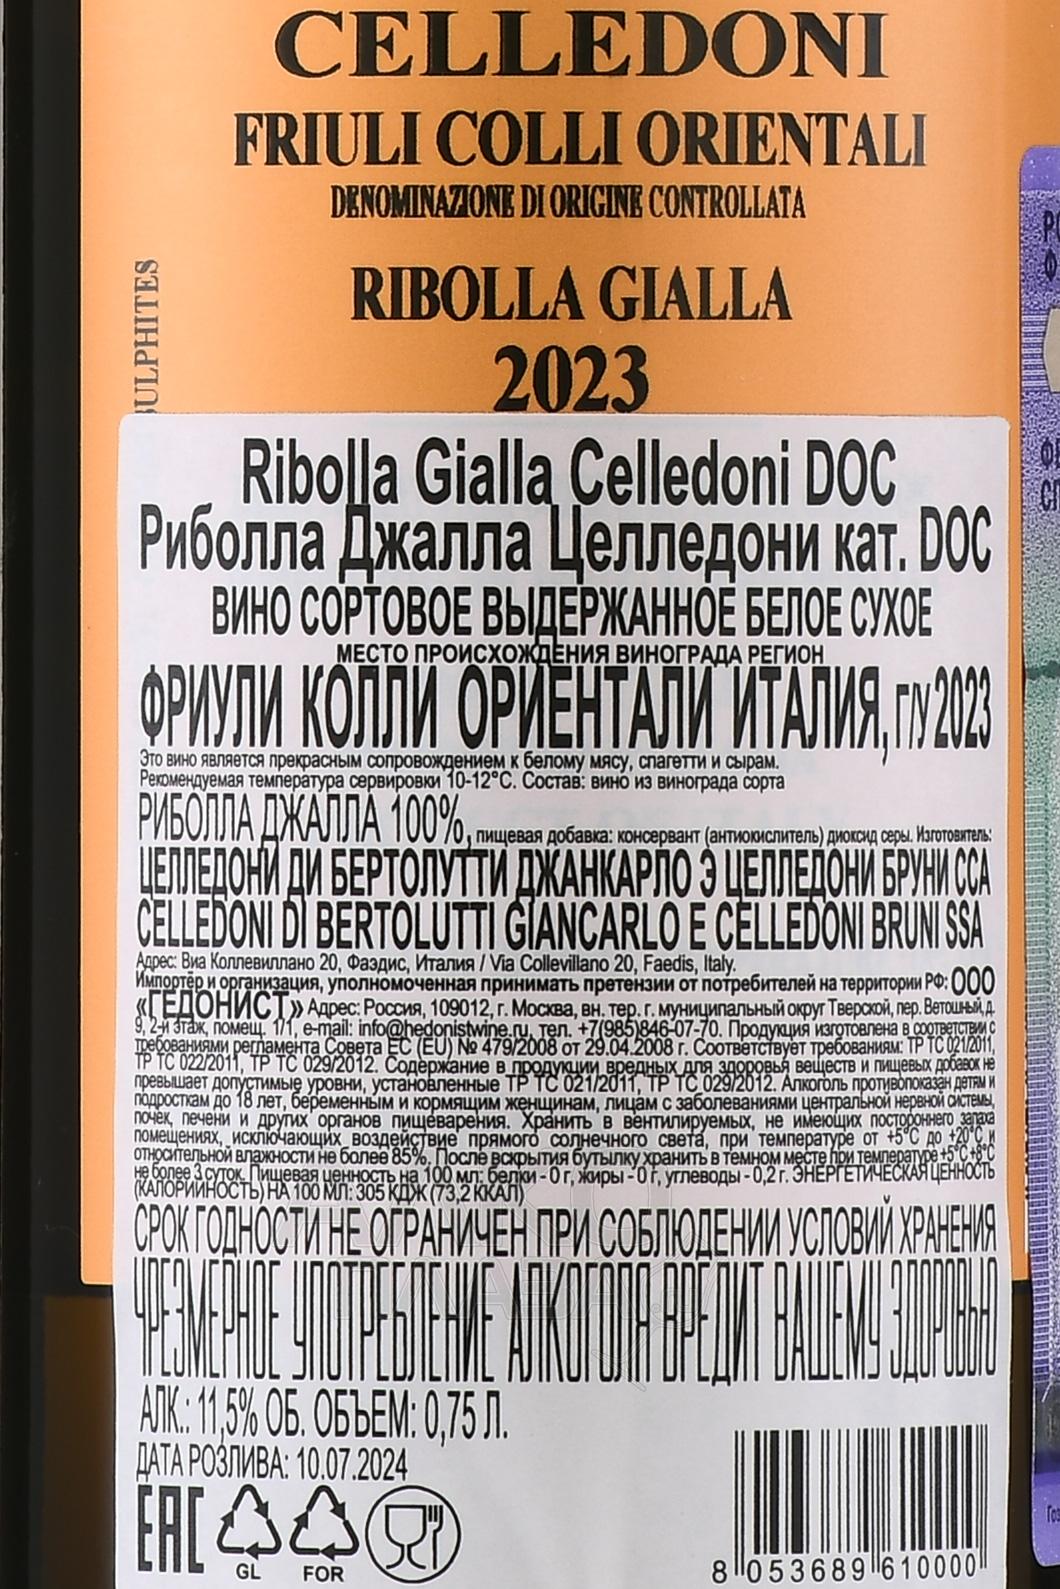 CELLEDONI
FRIULI COLLI ORIENTALI
DENOMINAZIONE DI ORIGINE CONTROLLATA
RIBOLLA GIALLA
2023
SULPHITES
Ribolla Gialla Celledoni DOC
Риболла Джалла Целледони кат. DOC
ВИНО СОРТОВОЕ ВЫДЕРЖАННОЕ БЕЛОЕ СУХОЕ
МЕСТО ПРОИСХОЖДЕНИЯ ВИНОГРАДА РЕГИОН
ФРИУЛИ КОЛЛИ ОРИЕНТАЛИ ИТАЛИЯ, Г/У 2023
Это вино является прекрасным сопровождением к белому мясу, спагетти и сырам.
Рекомендуемая температура сервировки 10-12°C. Состав: вино из винограда сорта
РИБОЛЛА ДЖАЛЛА 100%, пищевая добавка: консервант (антиокислитель) диоксид серы. Изготовитель:
ЦЕЛЛЕДОНИ ДИ БЕРТОЛУТТИ ДЖАНКАРЛО Э ЦЕЛЛЕДОНИ БРУНИ ССА
CELLEDONI DI BERTOLUTTI GIANCARLO E CELLEDONI BRUNI SSA
Адрес: Виа Коллевиллано 20, Фаэдис, Италия / Via Collevillano 20, Faedis, Italy.
Импортёр и организация, уполномоченная принимать претензии от потребителей на территории РФ: ООО
«ГЕДОНИСТ» Адрес: Россия, 109012, г. Москва, вн. тер. г. муниципальный округ Тверской, пер. Ветошный, д.
9, 2-й этаж, помещ. 1/1, e-mail: info@hedonistwine.ru, тел. +7(985)846-07-70. Продукция изготовлена в соответствии с
требованиями регламента Совета ЕС (EU) № 479/2008 от 29.04.2008 г. Соответствует требованиям: ТР ТС 021/2011,
ТР ТС 022/2011, ТР ТС 029/2012. Содержание в продукции вредных для здоровья веществ и пищевых добавок не
превышает допустимые уровни, установленные ТР ТС 021/2011, ТР ТС 029/2012. Алкоголь противопоказан детям и
подросткам до 18 лет, беременным и кормящим женщинам, лицам с заболеваниями центральной нервной системы,
почек, печени и других органов пищеварения. Хранить в вентилируемых, не имеющих постороннего запаха
помещениях, исключающих воздействие прямого солнечного света, при температуре от +5°C до +20°C и
относительной влажности не более 85%. После вскрытия бутылку хранить в темном месте при температуре +5°C+8°C
не более 3 суток. Пищевая ценность на 100 мл: белки - 0 г, жиры - 0 г, углеводы - 0,2 г. ЭНЕРГЕТИЧЕСКАЯ ЦЕННОСТЬ
(КАЛОРИЙНОСТЬ) НА 100 МЛ: 305 КДЖ (73,2 ККАЛ)
СРОК ГОДНОСТИ НЕ ОГРАНИЧЕН ПРИ СОБЛЮДЕНИИ УСЛОВИЙ ХРАНЕНИЯ
ЧРЕЗМЕРНОЕ УПОТРЕБЛЕНИЕ АЛКОГОЛЯ ВРЕДИТ ВАШЕМУ ЗДОРОВЬЮ
АЛК.: 11,5% ОБ. ОБЪЕМ: 0,75 Л.
ДАТА РОЗЛИВА: 10.07.2024
EAC
GL FOR
8 053689 610000